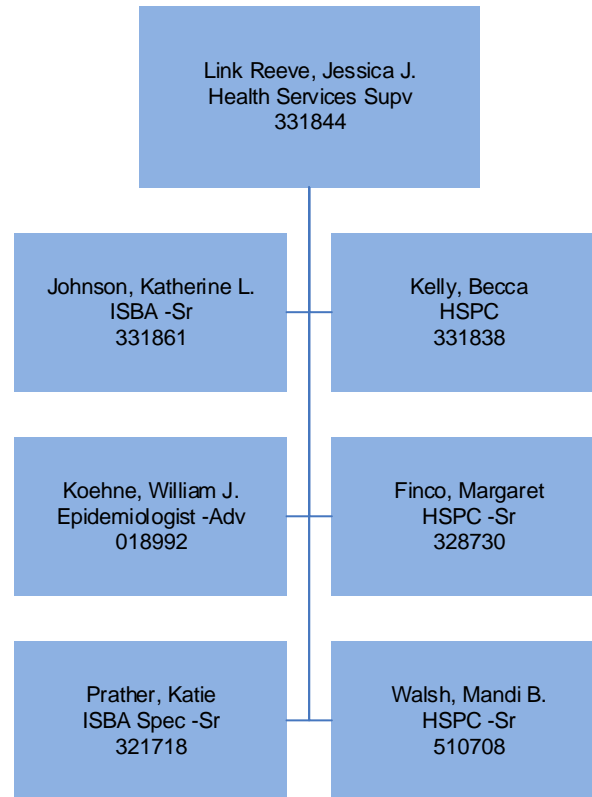 Link Reeve, Jessica J.
Health Services Supv
331844
Johnson, Katherine L.
ISBA -Sr
331861
Kelly, Becca
HSPC
331838
Koehne, William J.
Epidemiologist -Adv
018992
Finco, Margaret
HSPC -Sr
328730
Prather, Katie
ISBA Spec -Sr
321718
Walsh, Mandi B.
HSPC -Sr
510708